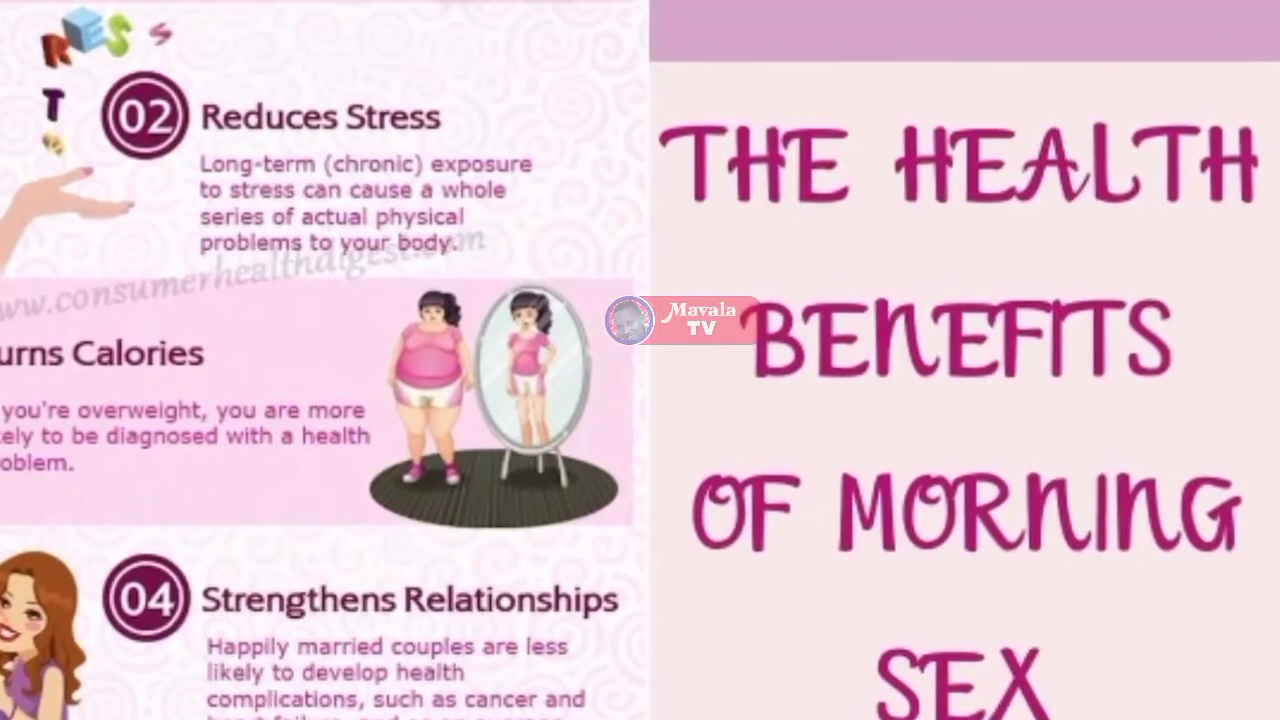 RESS
02
Reduces Stress
Long-term (chronic) exposure
to stress can cause a whole
series of actual physical
problems to your body.
www.consumerhealthdigest.com
urns Calories
you're overweight, you are more
ely to be diagnosed with a health
oblem.
04
Strengthens Relationships
Happily married couples are less
likely to develop health
complications, such as cancer and
Mavala
TV
THE HEALTH
BENEFITS
OF MORNING
SEX